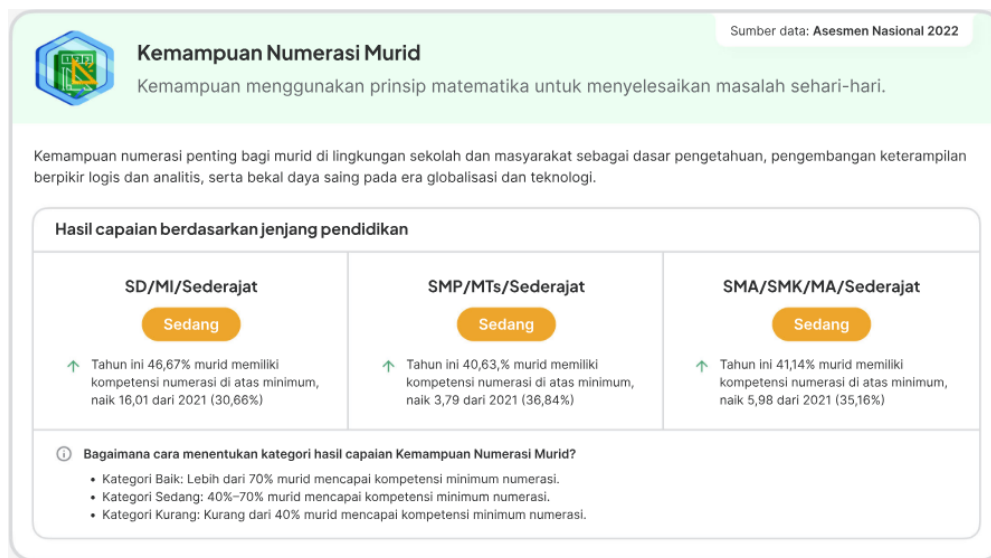 Sumber data: Asesmen Nasional 2022
Kemampuan Numerasi Murid
Kemampuan menggunakan prinsip matematika untuk menyelesaikan masalah sehari-hari.
Kemampuan numerasi penting bagi murid di lingkungan sekolah dan masyarakat sebagai dasar pengetahuan, pengembangan keterampilan
berpikir logis dan analitis, serta bekal daya saing pada era globalisasi dan teknologi.
Hasil capaian berdasarkan jenjang pendidikan
SD/MI/Sederajat
Sedang
Tahun ini 46,67% murid memiliki
kompetensi numerasi di atas minimum,
naik 16,01 dari 2021 (30,66%)
SMP/MTs/Sederajat
Sedang
Tahun ini 40,63,% murid memiliki
kompetensi numerasi di atas minimum,
naik 3,79 dari 2021 (36,84%)
SMA/SMK/MA/Sederajat
Sedang
Tahun ini 41,14% murid memiliki
kompetensi numerasi di atas minimum,
naik 5,98 dari 2021 (35,16%)
Bagaimana cara menentukan kategori hasil capaian Kemampuan Numerasi Murid?
• Kategori Baik: Lebih dari 70% murid mencapai kompetensi minimum numerasi.
• Kategori Sedang: 40%–70% murid mencapai kompetensi minimum numerasi.
• Kategori Kurang: Kurang dari 40% murid mencapai kompetensi minimum numerasi.